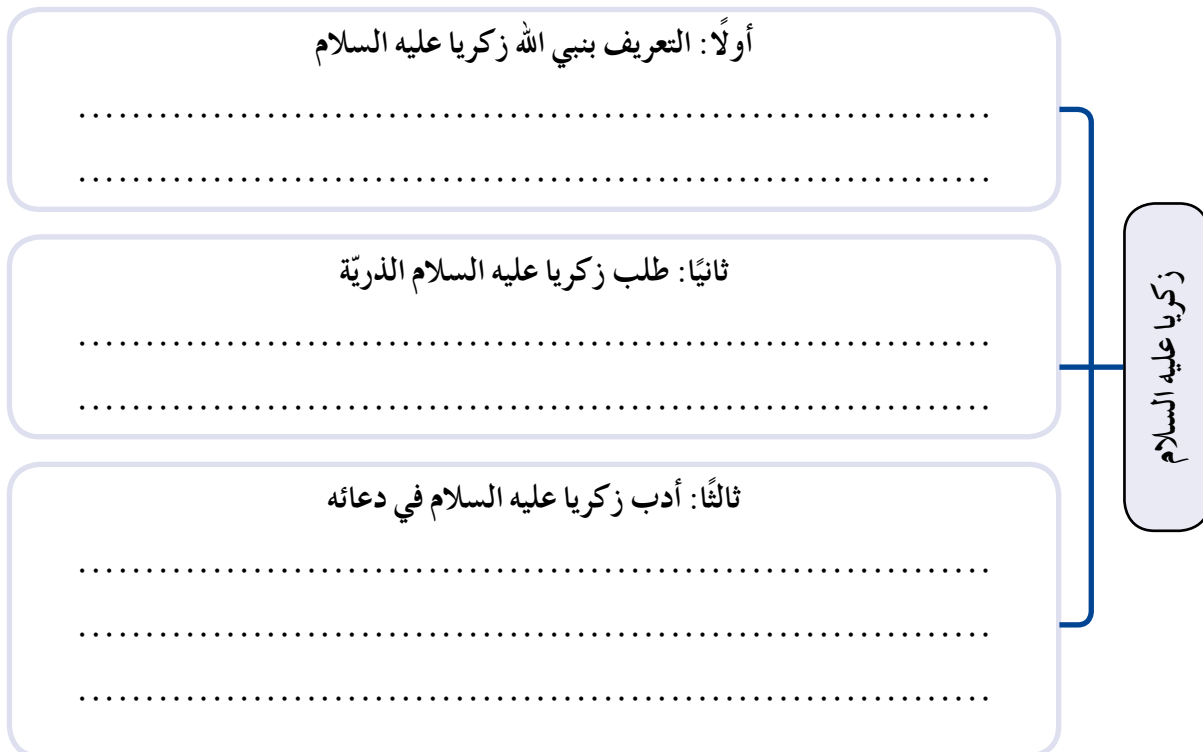 زكريا عليه السلام
أولًا: التعريف بنبي الله زكريا عليه السلام
......................................................................
......................................................................
ثانيًا: طلب زكريا عليه السلام الذريّة
......................................................................
......................................................................
ثالثًا: أدب زكريا عليه السلام في دعائه
......................................................................
......................................................................
......................................................................